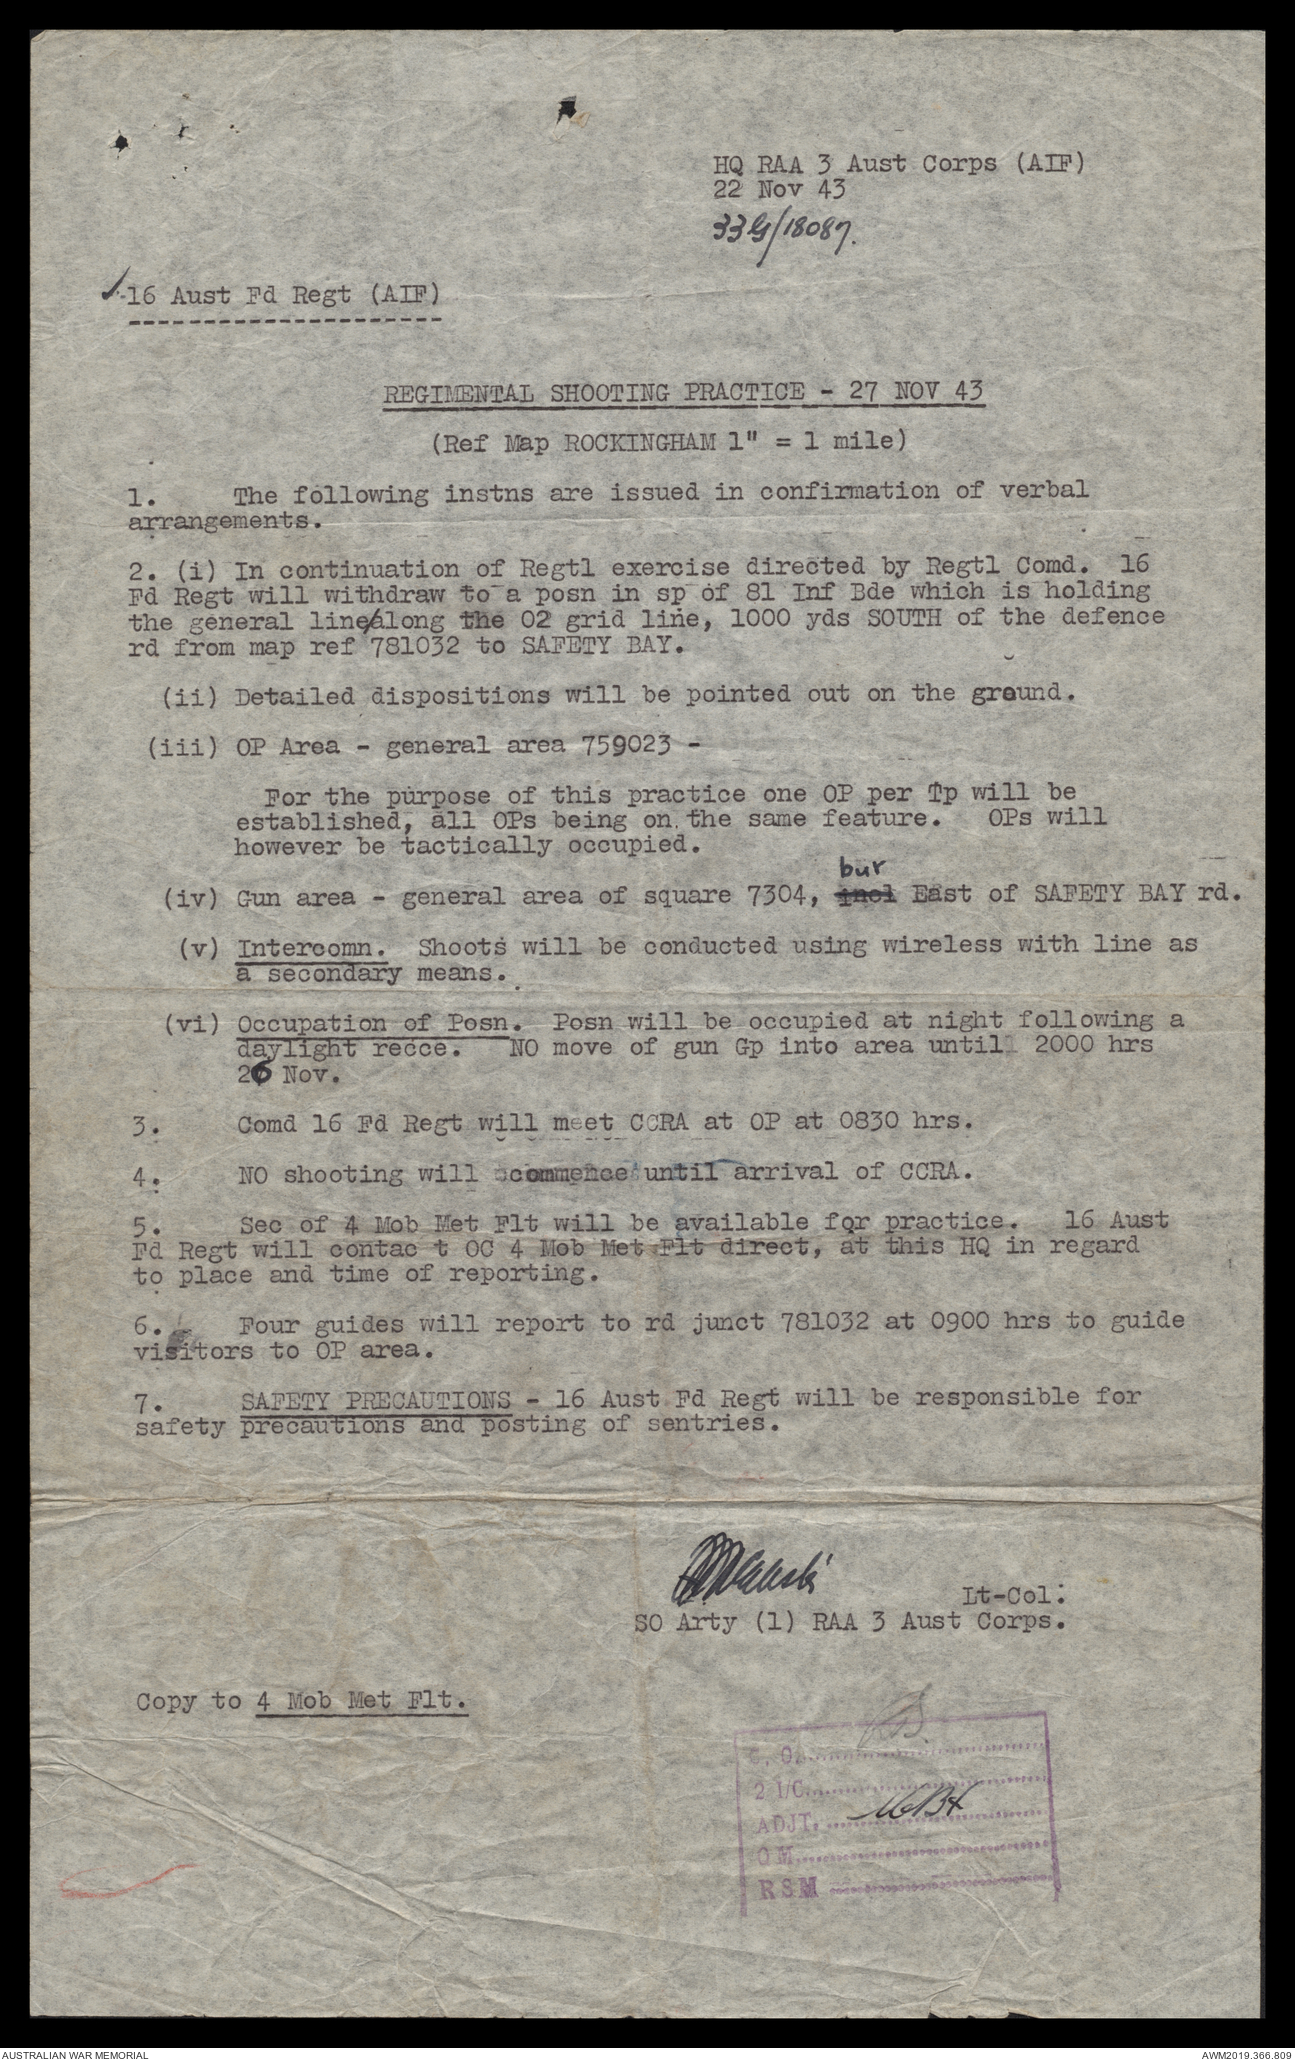 HQ RAA 3 Aust Corps (AIF)
22 Nov 43
33G/18087.
16 Aust Fd Regt (AIF)
REGIMENTAL SHOOTING PRACTICE - 27 NOV 43
(Ref Map ROCKINGHAM 1" = 1 mile)
1. The following instns are issued in confirmation of verbal
arrangements.
2. (i) In continuation of Regtl exercise directed by Regtl Comd. 16
Fd Regt will withdraw to a posn in sp of 81 Inf Bde which is holding
the general line/along the 02 grid line, 1000 yds SOUTH of the defence
rd from map ref 781032 to SAFETY BAY.
(ii) Detailed dispositions will be pointed out on the ground.
(iii) OP Area - general area 759023 -
For the purpose of this practice one OP per Tp will be
established, all OPs being on the same feature. OPs will
however be tactically occupied.
bur
(iv) Gun area - general area of square 7304, incl East of SAFETY BAY rd.
(v) Intercomn. Shoots will be conducted using wireless with line as
a secondary means.
(vi) Occupation of Posn. Posn will be occupied at night following a
daylight recce. NO move of gun Gp into area until 2000 hrs
26 Nov.
3. Comd 16 Fd Regt will meet CCRA at OP at 0830 hrs.
4. NO shooting will commence until arrival of CCRA.
5. Sec of 4 Mob Met Flt will be available for practice. 16 Aust
Fd Regt will contac t OC 4 Mob Met Flt direct, at this HQ in regard
to place and time of reporting.
6. Four guides will report to rd junct 781032 at 0900 hrs to guide
visitors to OP area.
7. SAFETY PRECAUTIONS - 16 Aust Fd Regt will be responsible for
safety precautions and posting of sentries.
Lt-Col.
SO Arty (1) RAA 3 Aust Corps.
Copy to 4 Mob Met Flt.
C. O.
2 I/C
ADJT.
Q M
RSM
AUSTRALIAN WAR MEMORIAL
AWM2019.366.809